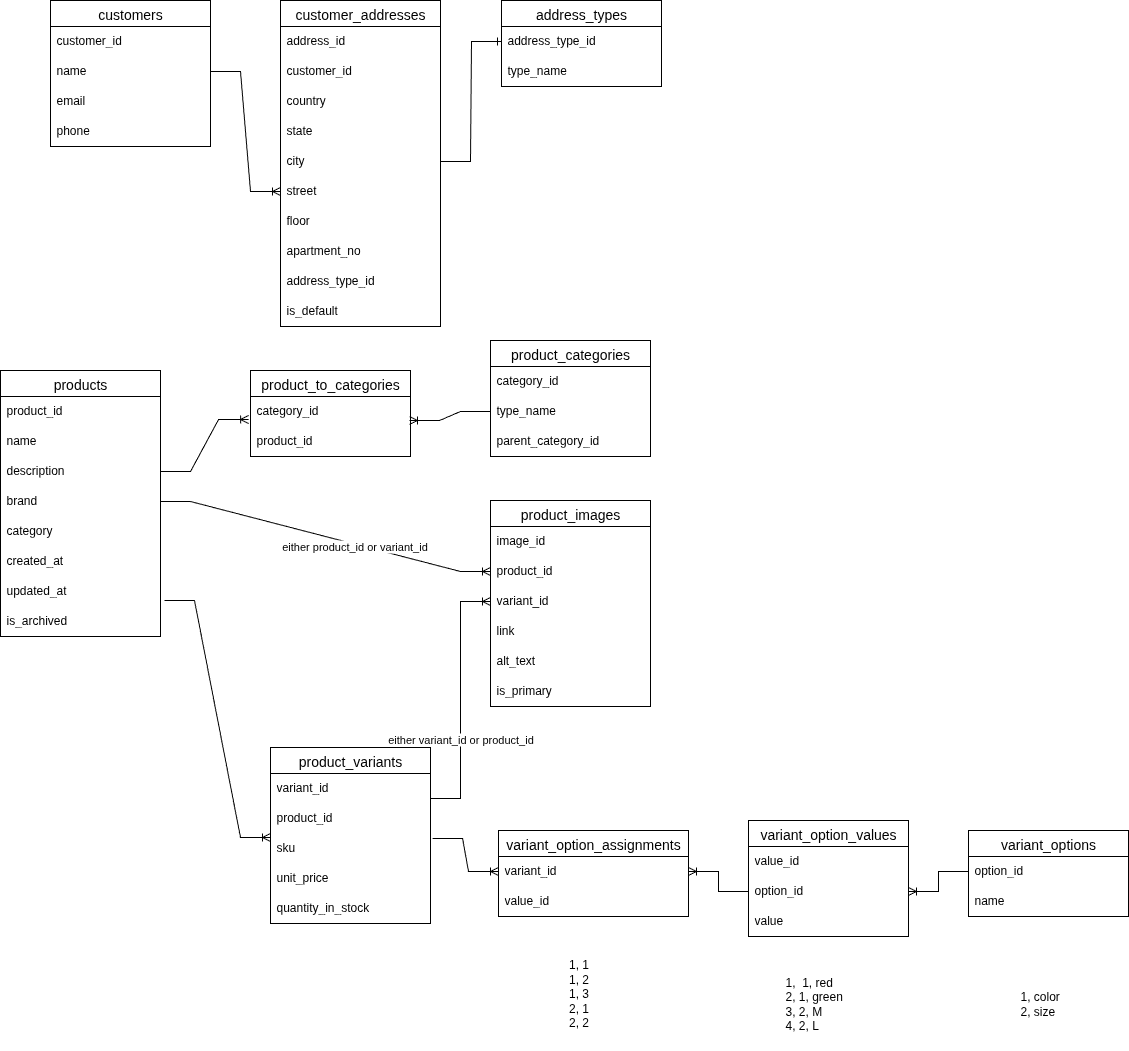 customers
customer_id
name
email
phone
customer_addresses
address_id
customer_id
country
state
city
street
floor
apartment_no
address_type_id
is_default
address_types
address_type_id
type_name
products
product_id
name
description
brand
category
created_at
updated_at
is_archived
product_to_categories
category_id
product_id
product_categories
category_id
type_name
parent_category_id
either product_id or variant_id
product_images
image_id
product_id
variant_id
link
alt_text
is_primary
either variant_id or product_id
product_variants
variant_id
product_id
sku
unit_price
quantity_in_stock
variant_option_assignments
variant_id
value_id
variant_option_values
value_id
option_id
value
variant_options
option_id
name
1, 1
1, 2
1, 3
2, 1
2, 2
1,  1, red
2, 1, green
3, 2, M
4, 2, L
1, color
2, size